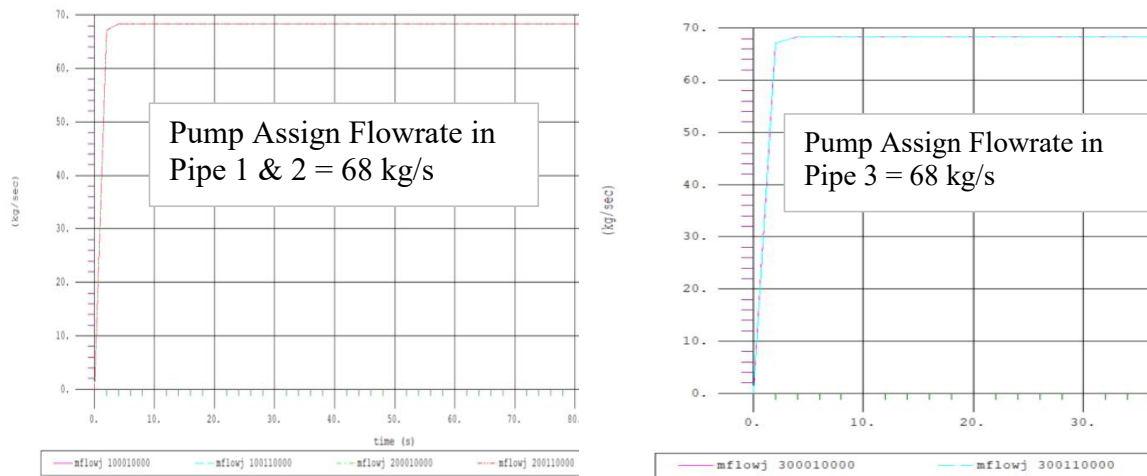 70.
60.
50.
40.
30.
20.
10.
0.
(kg/sec)
Pump Assign Flowrate in
Pipe 1 & 2 = 68 kg/s
0. 10. 20. 30. 40. 50. 60. 70. 80.
time (s)
mflowj 100010000 mflowj 100110000 mflowj 200010000 mflowj 200110000
70.
60.
50.
40.
30.
20.
10.
0.
(kg/sec)
Pump Assign Flowrate in
Pipe 3 = 68 kg/s
0. 10. 20. 30.
mflowj 300010000 mflowj 300110000